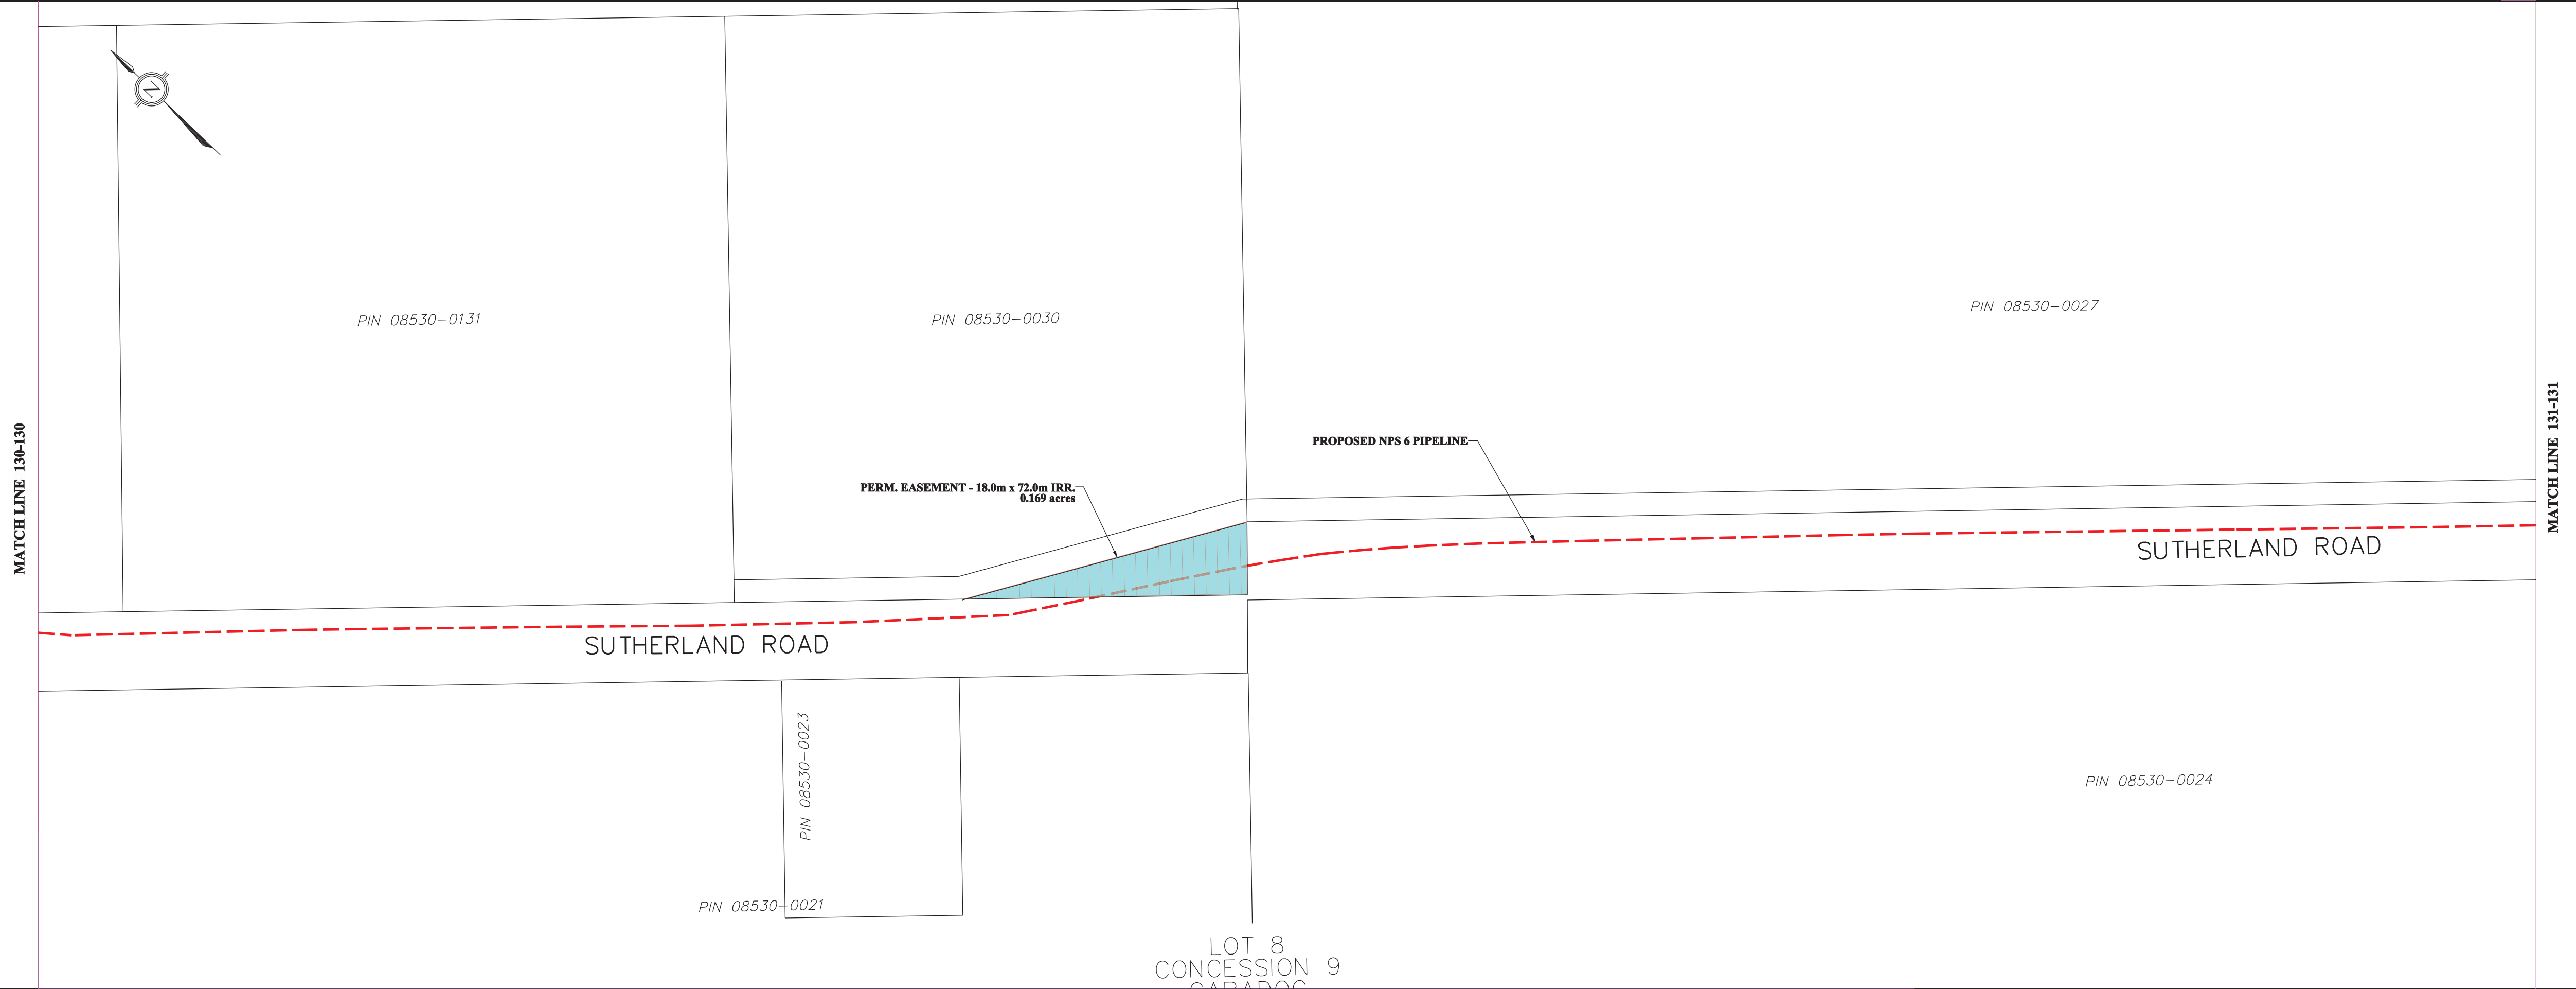 N
PIN 08530-0131
PIN 08530-0030
PIN 08530-0027
MATCH LINE 130-130
MATCH LINE 131-131
PROPOSED NPS 6 PIPELINE
PERM. EASEMENT - 18.0m x 72.0m IRR.
0.169 acres
SUTHERLAND ROAD
SUTHERLAND ROAD
PIN 08530-0023
PIN 08530-0024
PIN 08530-0021
LOT 8
CONCESSION 9
CARADOC